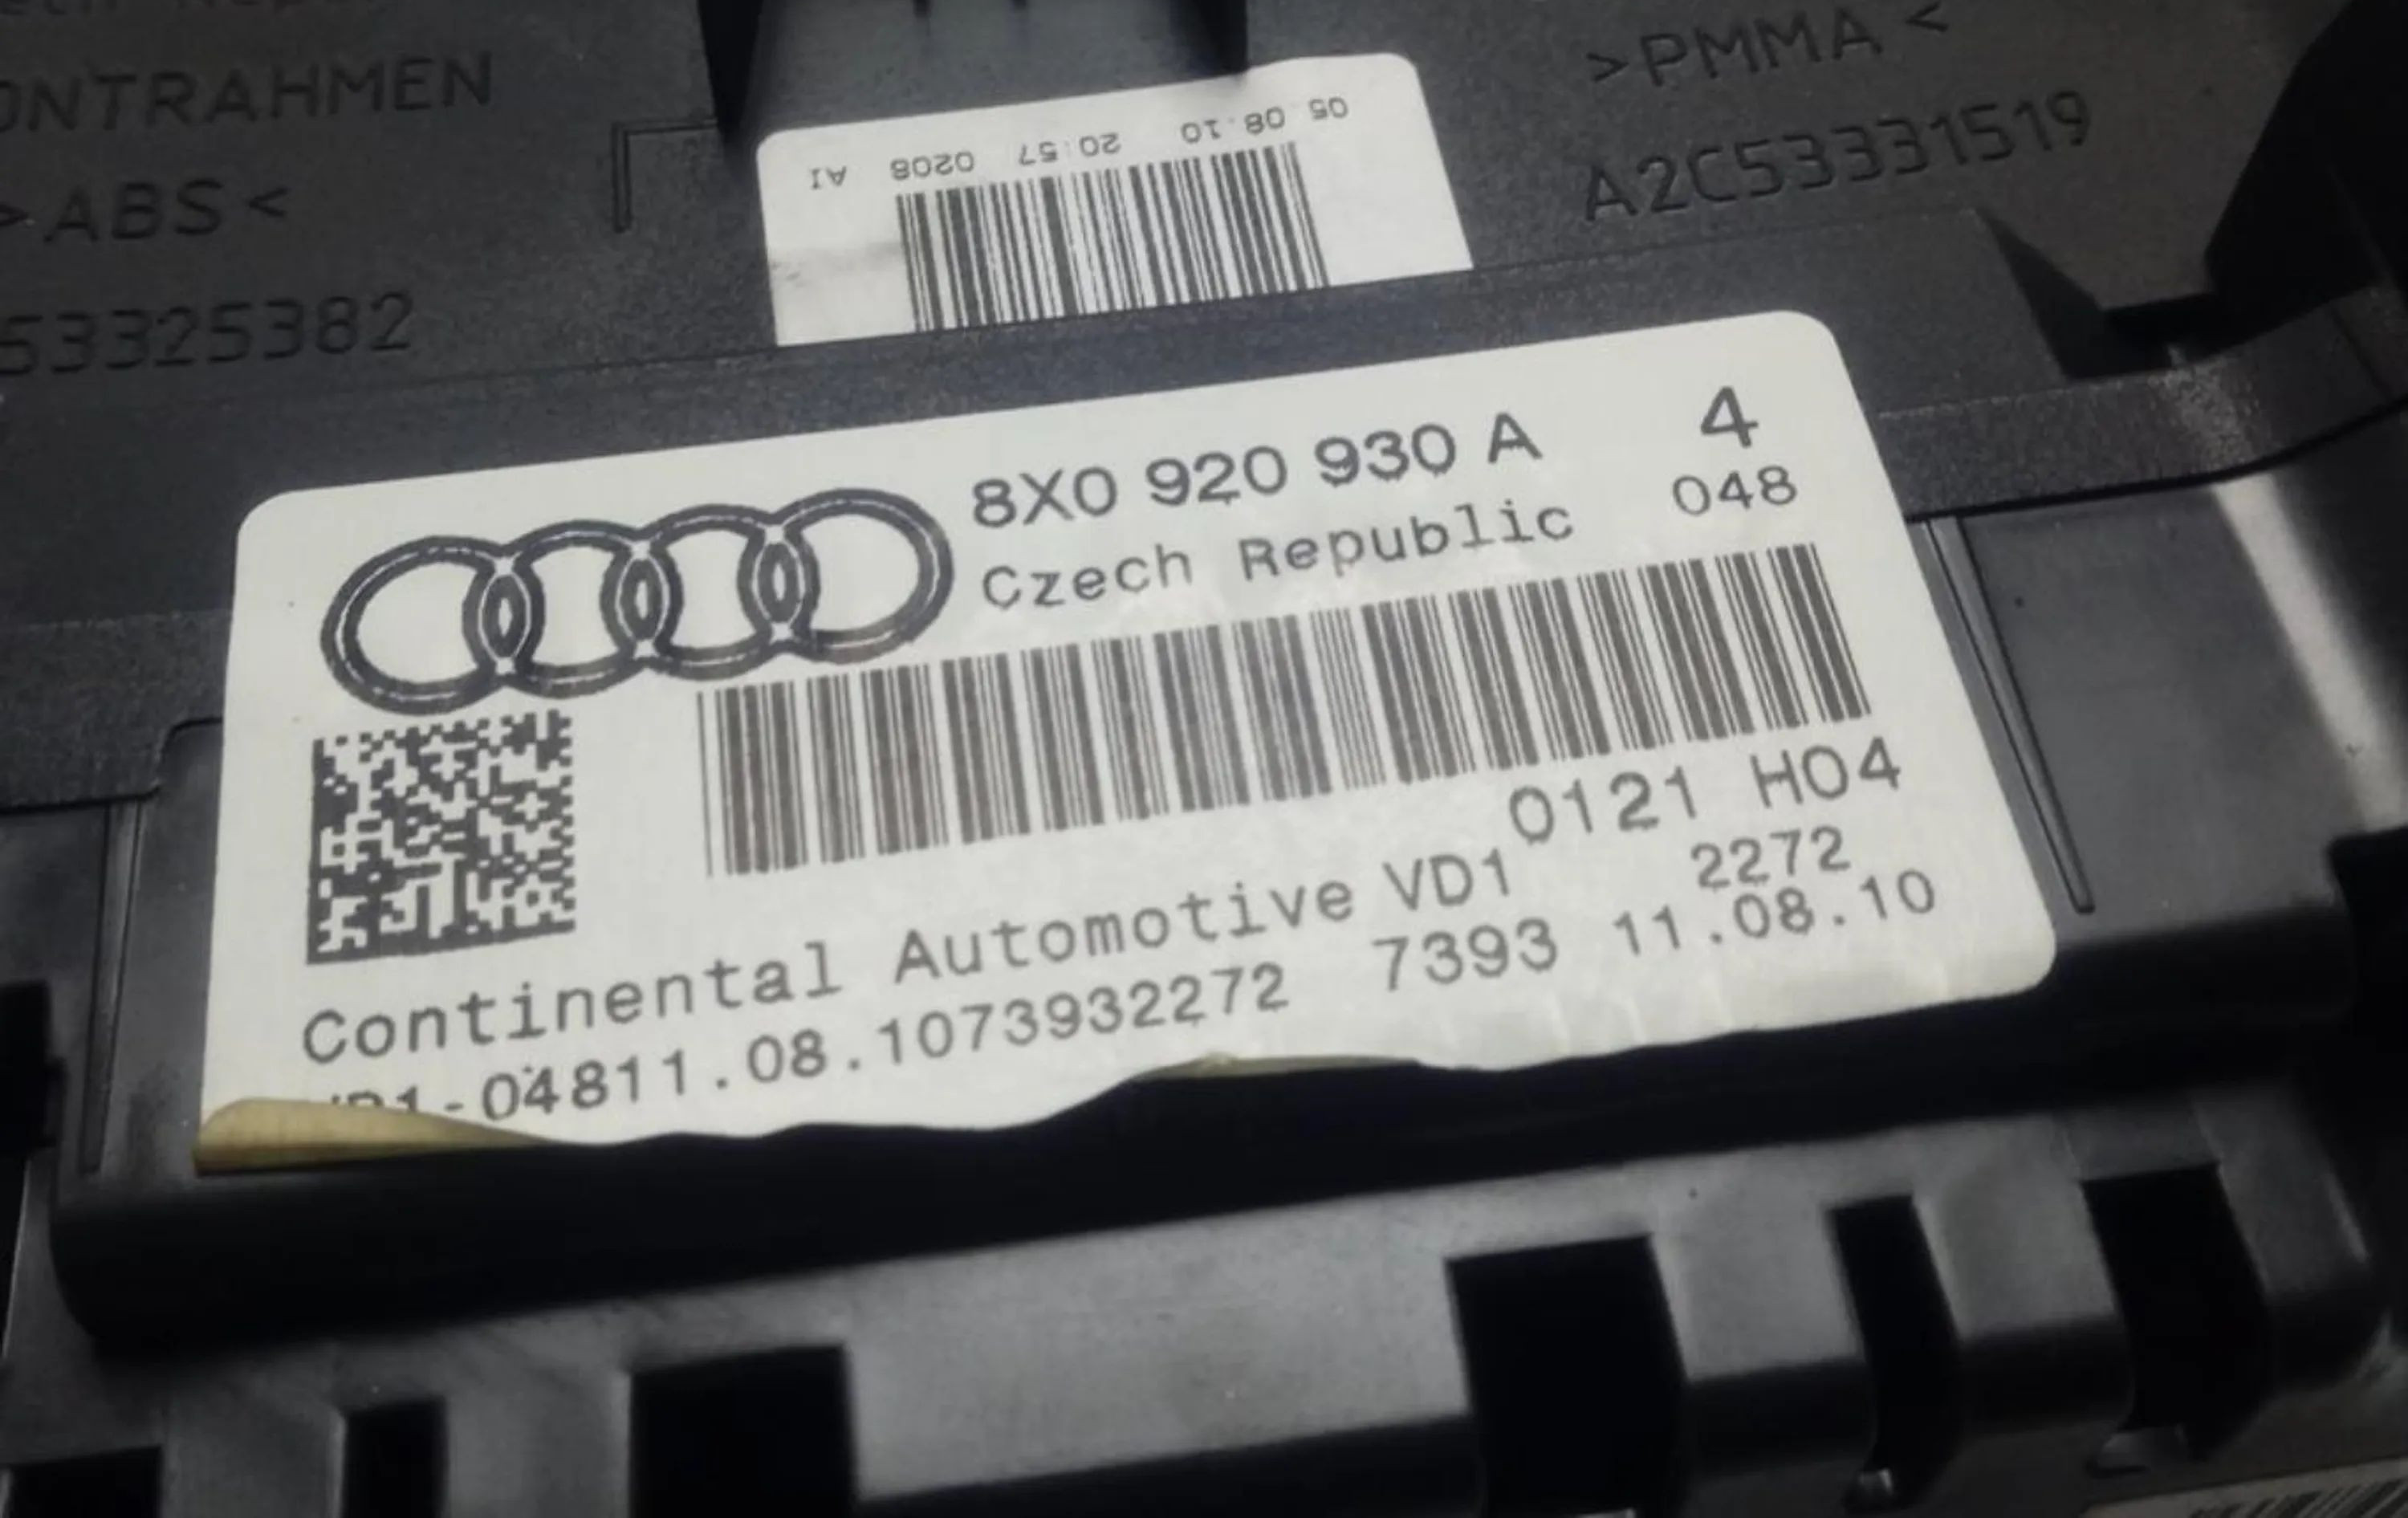 >PMMA<
ONTRAHMEN
A2C53331519
>ABS<
53325382
05 08.10 20:57 0208 AI
8X0 920 930 A 4
Czech Republic 048
0121 H04
Continental Automotive VD1 2272
7393 11.08.10
VD1-04811.08.1073932272